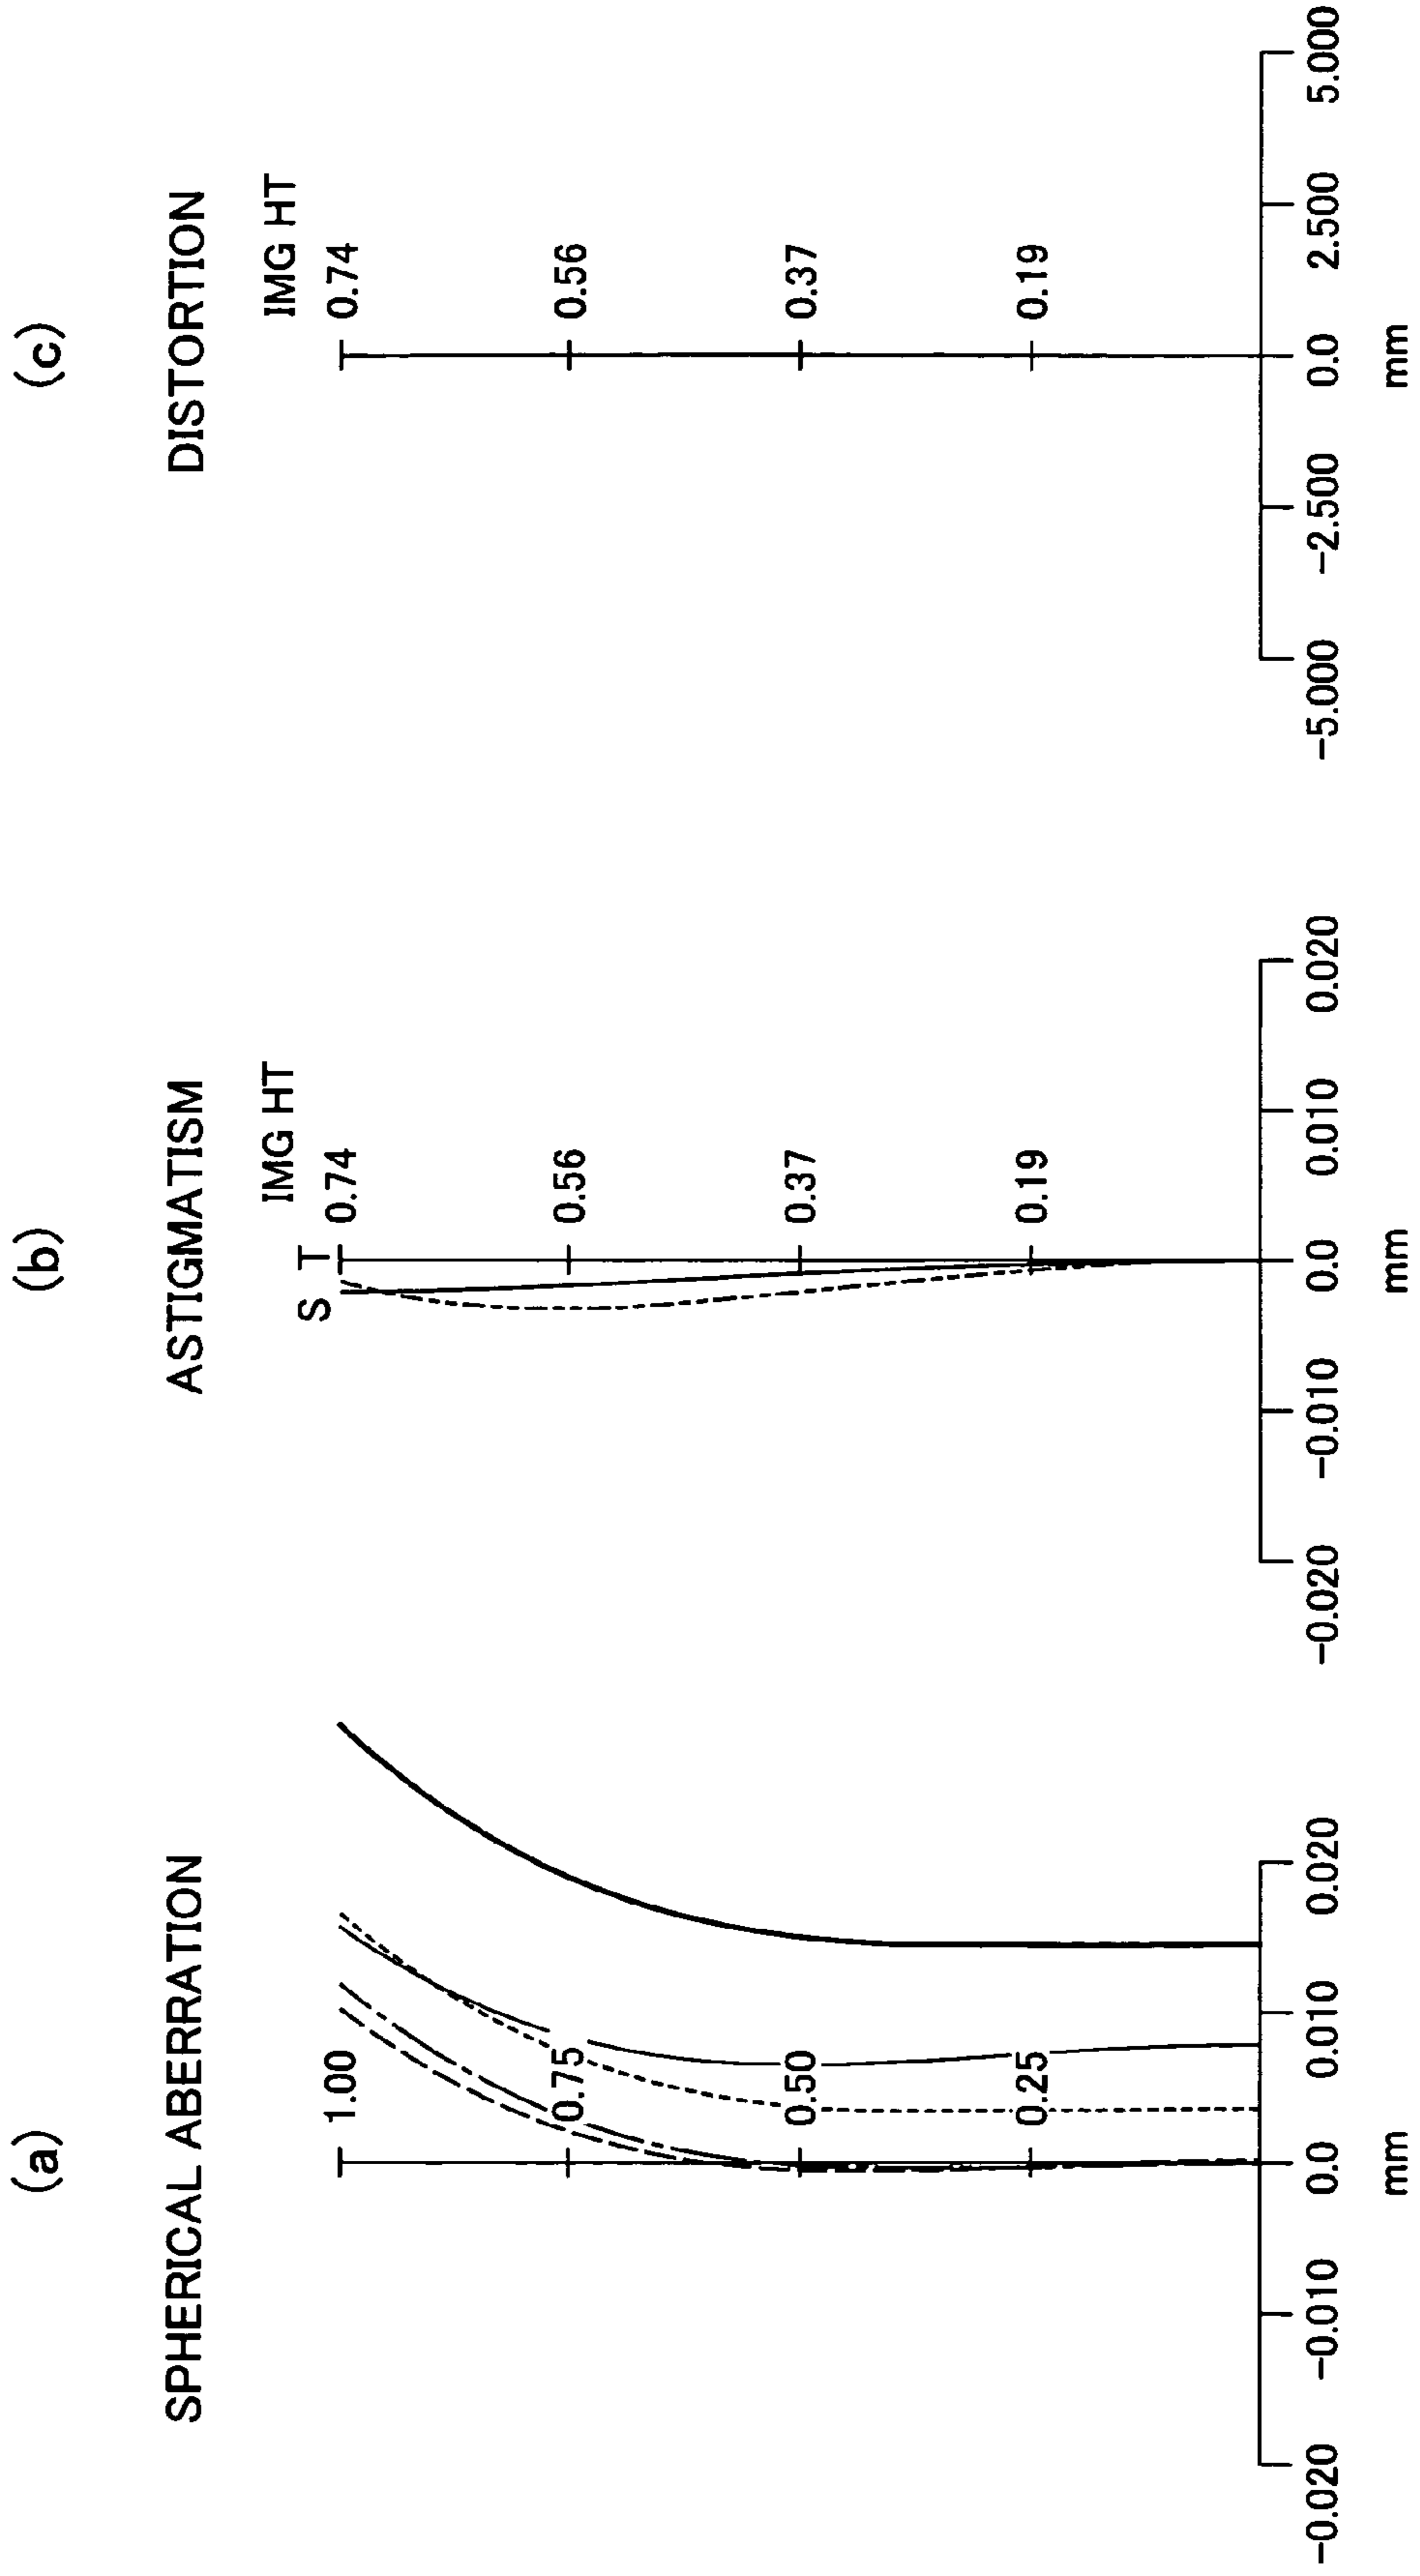 (a)
SPHERICAL ABERRATION
1.00
0.75
0.50
0.25
−0.020 −0.010 0.0 0.010 0.020
mm
(b)
ASTIGMATISM
IMG HT
S T
0.74
0.56
0.37
0.19
−0.020 −0.010 0.0 0.010 0.020
mm
(c)
DISTORTION
IMG HT
0.74
0.56
0.37
0.19
−5.000 −2.500 0.0 2.500 5.000
mm